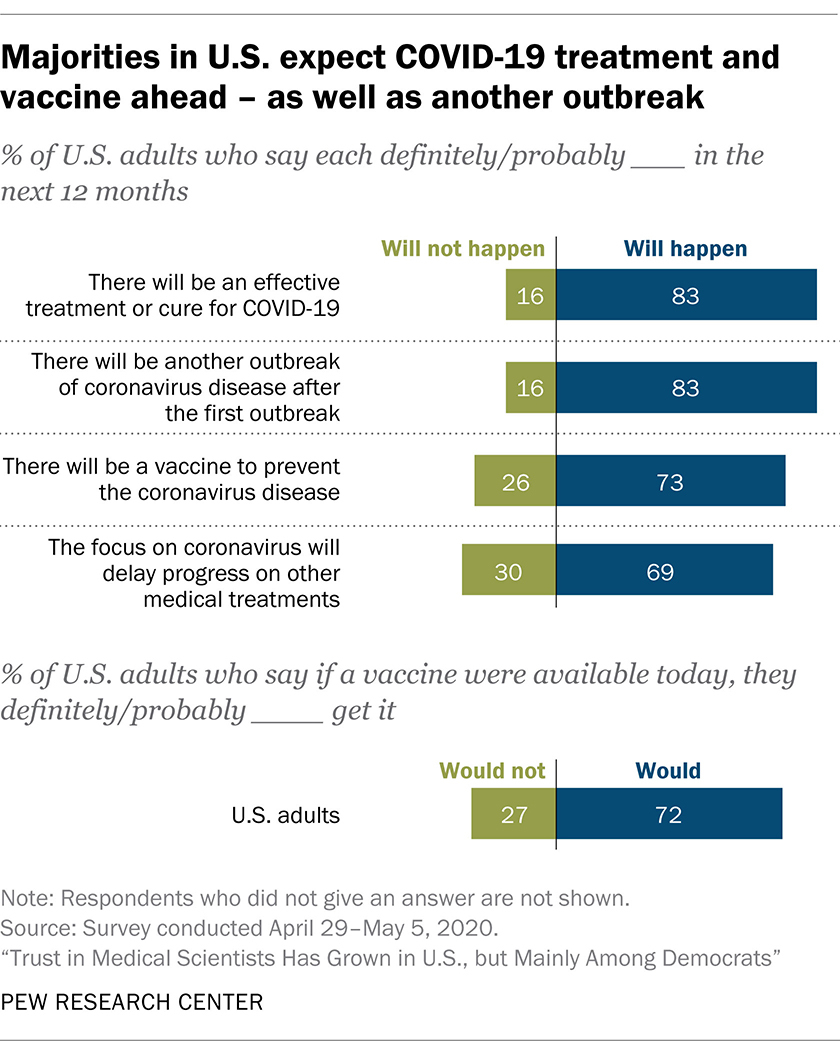 Majorities in U.S. expect COVID-19 treatment and
vaccine ahead – as well as another outbreak
% of U.S. adults who say each definitely/probably ___ in the
next 12 months
Will not happen
Will happen
There will be an effective
treatment or cure for COVID-19
16
83
There will be another outbreak
of coronavirus disease after
the first outbreak
16
83
There will be a vaccine to prevent
the coronavirus disease
26
73
The focus on coronavirus will
delay progress on other
medical treatments
30
69
% of U.S. adults who say if a vaccine were available today, they
definitely/probably ____ get it
Would not
Would
U.S. adults
27
72
Note: Respondents who did not give an answer are not shown.
Source: Survey conducted April 29–May 5, 2020.
“Trust in Medical Scientists Has Grown in U.S., but Mainly Among Democrats”
PEW RESEARCH CENTER